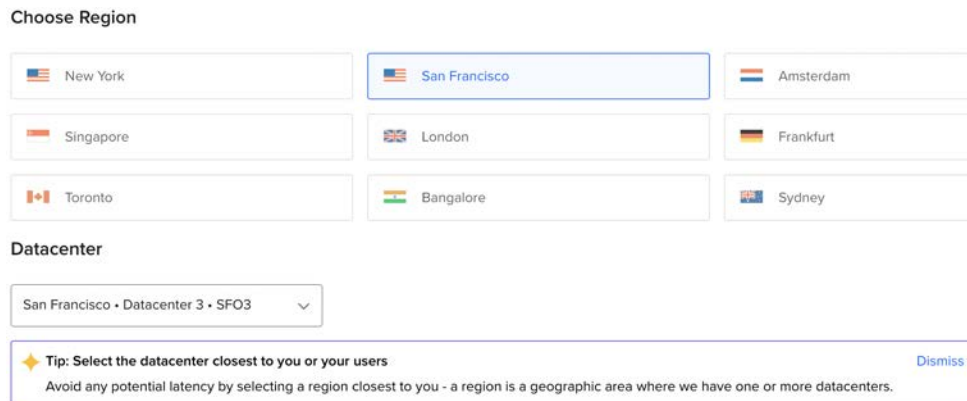 Choose Region
New York
San Francisco
Amsterdam
Singapore
London
Frankfurt
Toronto
Bangalore
Sydney
Datacenter
San Francisco • Datacenter 3 • SFO3
Tip: Select the datacenter closest to you or your users
Dismiss
Avoid any potential latency by selecting a region closest to you - a region is a geographic area where we have one or more datacenters.